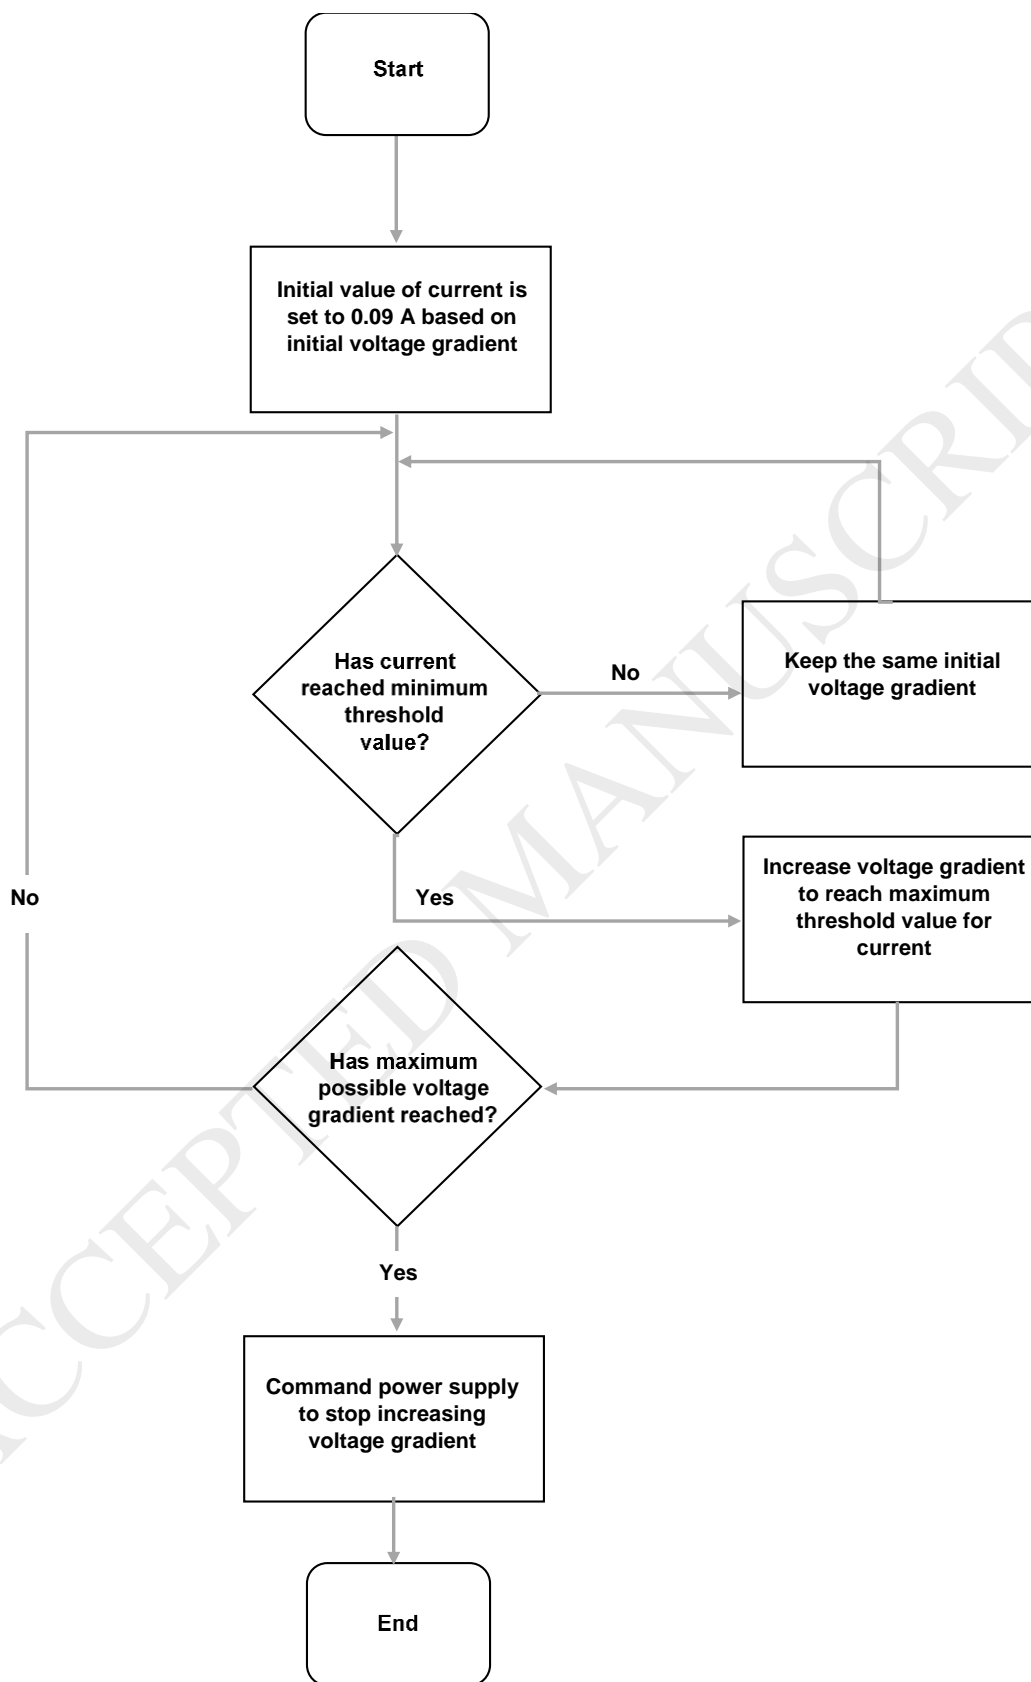 Start
Initial value of current is
set to 0.09 A based on
initial voltage gradient
Has current
reached minimum
threshold
value?
No
Keep the same initial
voltage gradient
Yes
Increase voltage gradient
to reach maximum
threshold value for
current
No
Has maximum
possible voltage
gradient reached?
Yes
Command power supply
to stop increasing
voltage gradient
End
ACCEPTED MANUSCRIP